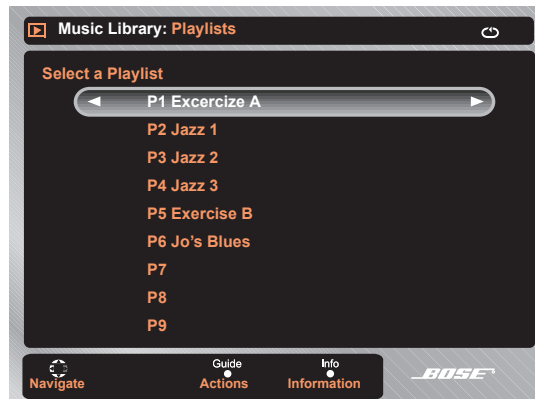 Music Library: Playlists
Select a Playlist
P1 Excercize A
P2 Jazz 1
P3 Jazz 2
P4 Jazz 3
P5 Exercise B
P6 Jo's Blues
P7
P8
P9
Guide Info
Navigate Actions Information
BOSE